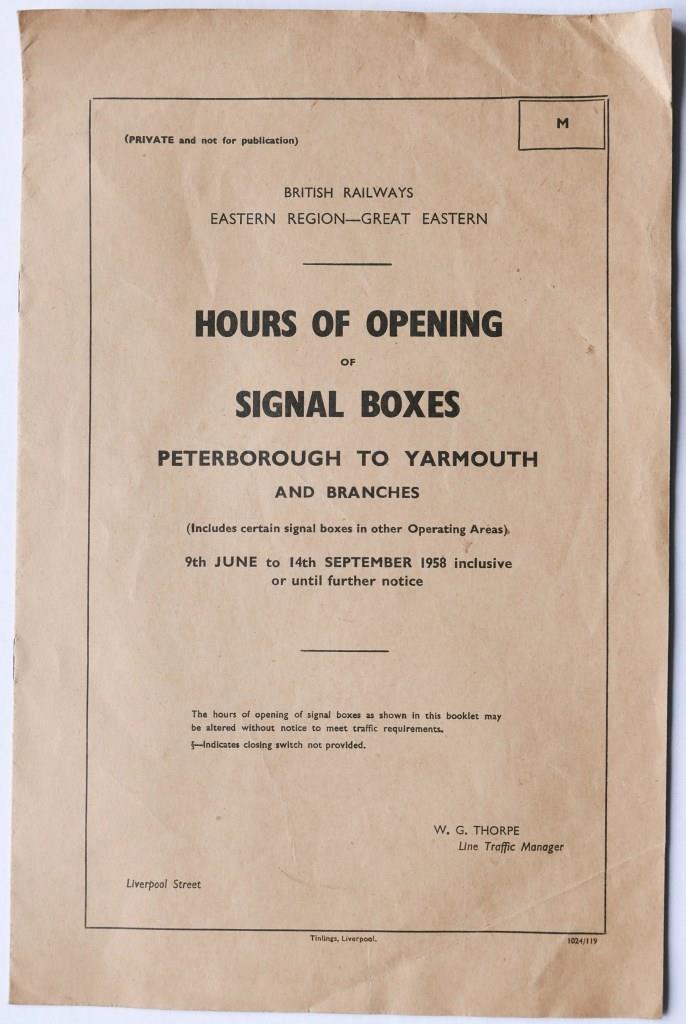 M
(PRIVATE and not for publication)
BRITISH RAILWAYS
EASTERN REGION—GREAT EASTERN
HOURS OF OPENING
OF
SIGNAL BOXES
PETERBOROUGH TO YARMOUTH
AND BRANCHES
(Includes certain signal boxes in other Operating Areas)
9th JUNE to 14th SEPTEMBER 1958 inclusive
or until further notice
The hours of opening of signal boxes as shown in this booklet may
be altered without notice to meet traffic requirements.
§—Indicates closing switch not provided.
W. G. THORPE
Line Traffic Manager
Liverpool Street
Tinlings, Liverpool.
1024/119